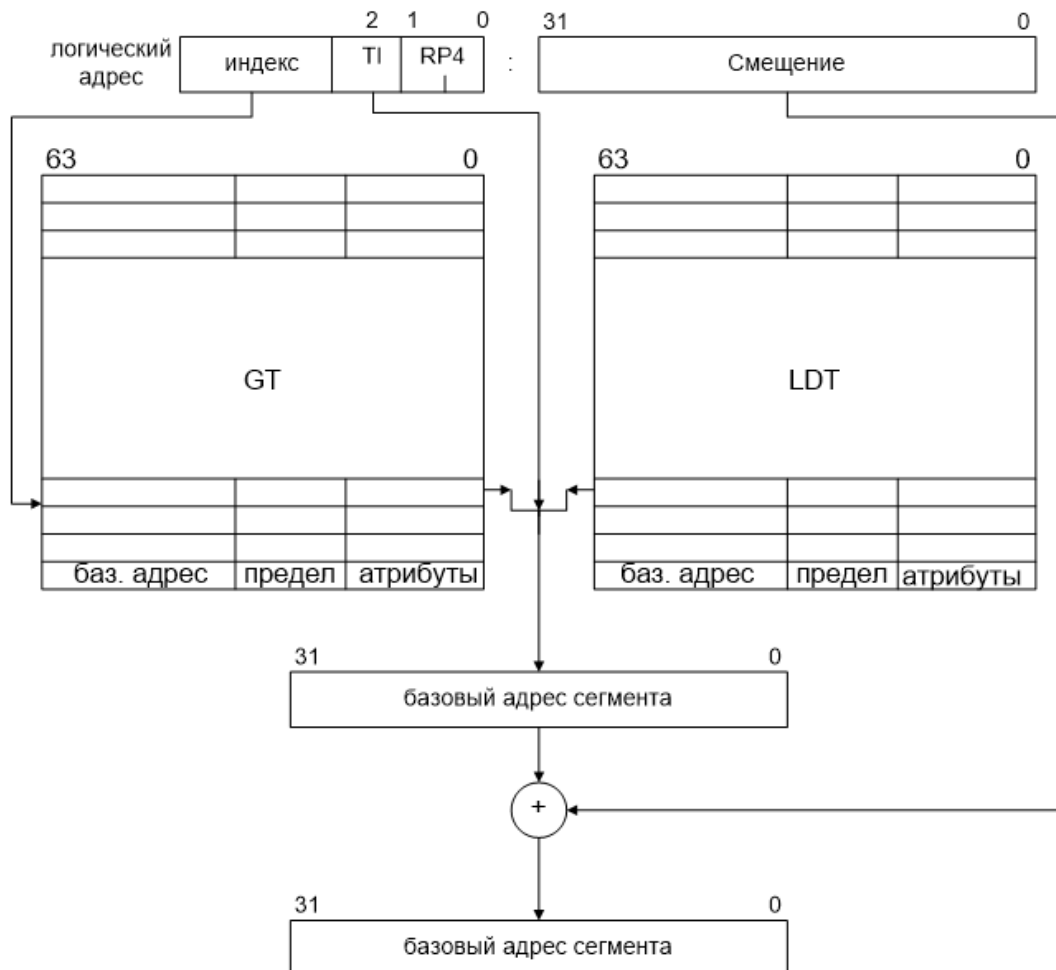 2 1 0 31 0
логический адрес
индекс TI RP4 : Смещение
63 0 63 0
GT LDT
баз. адрес предел атрибуты баз. адрес предел атрибуты
31 0
базовый адрес сегмента
+
31 0
базовый адрес сегмента